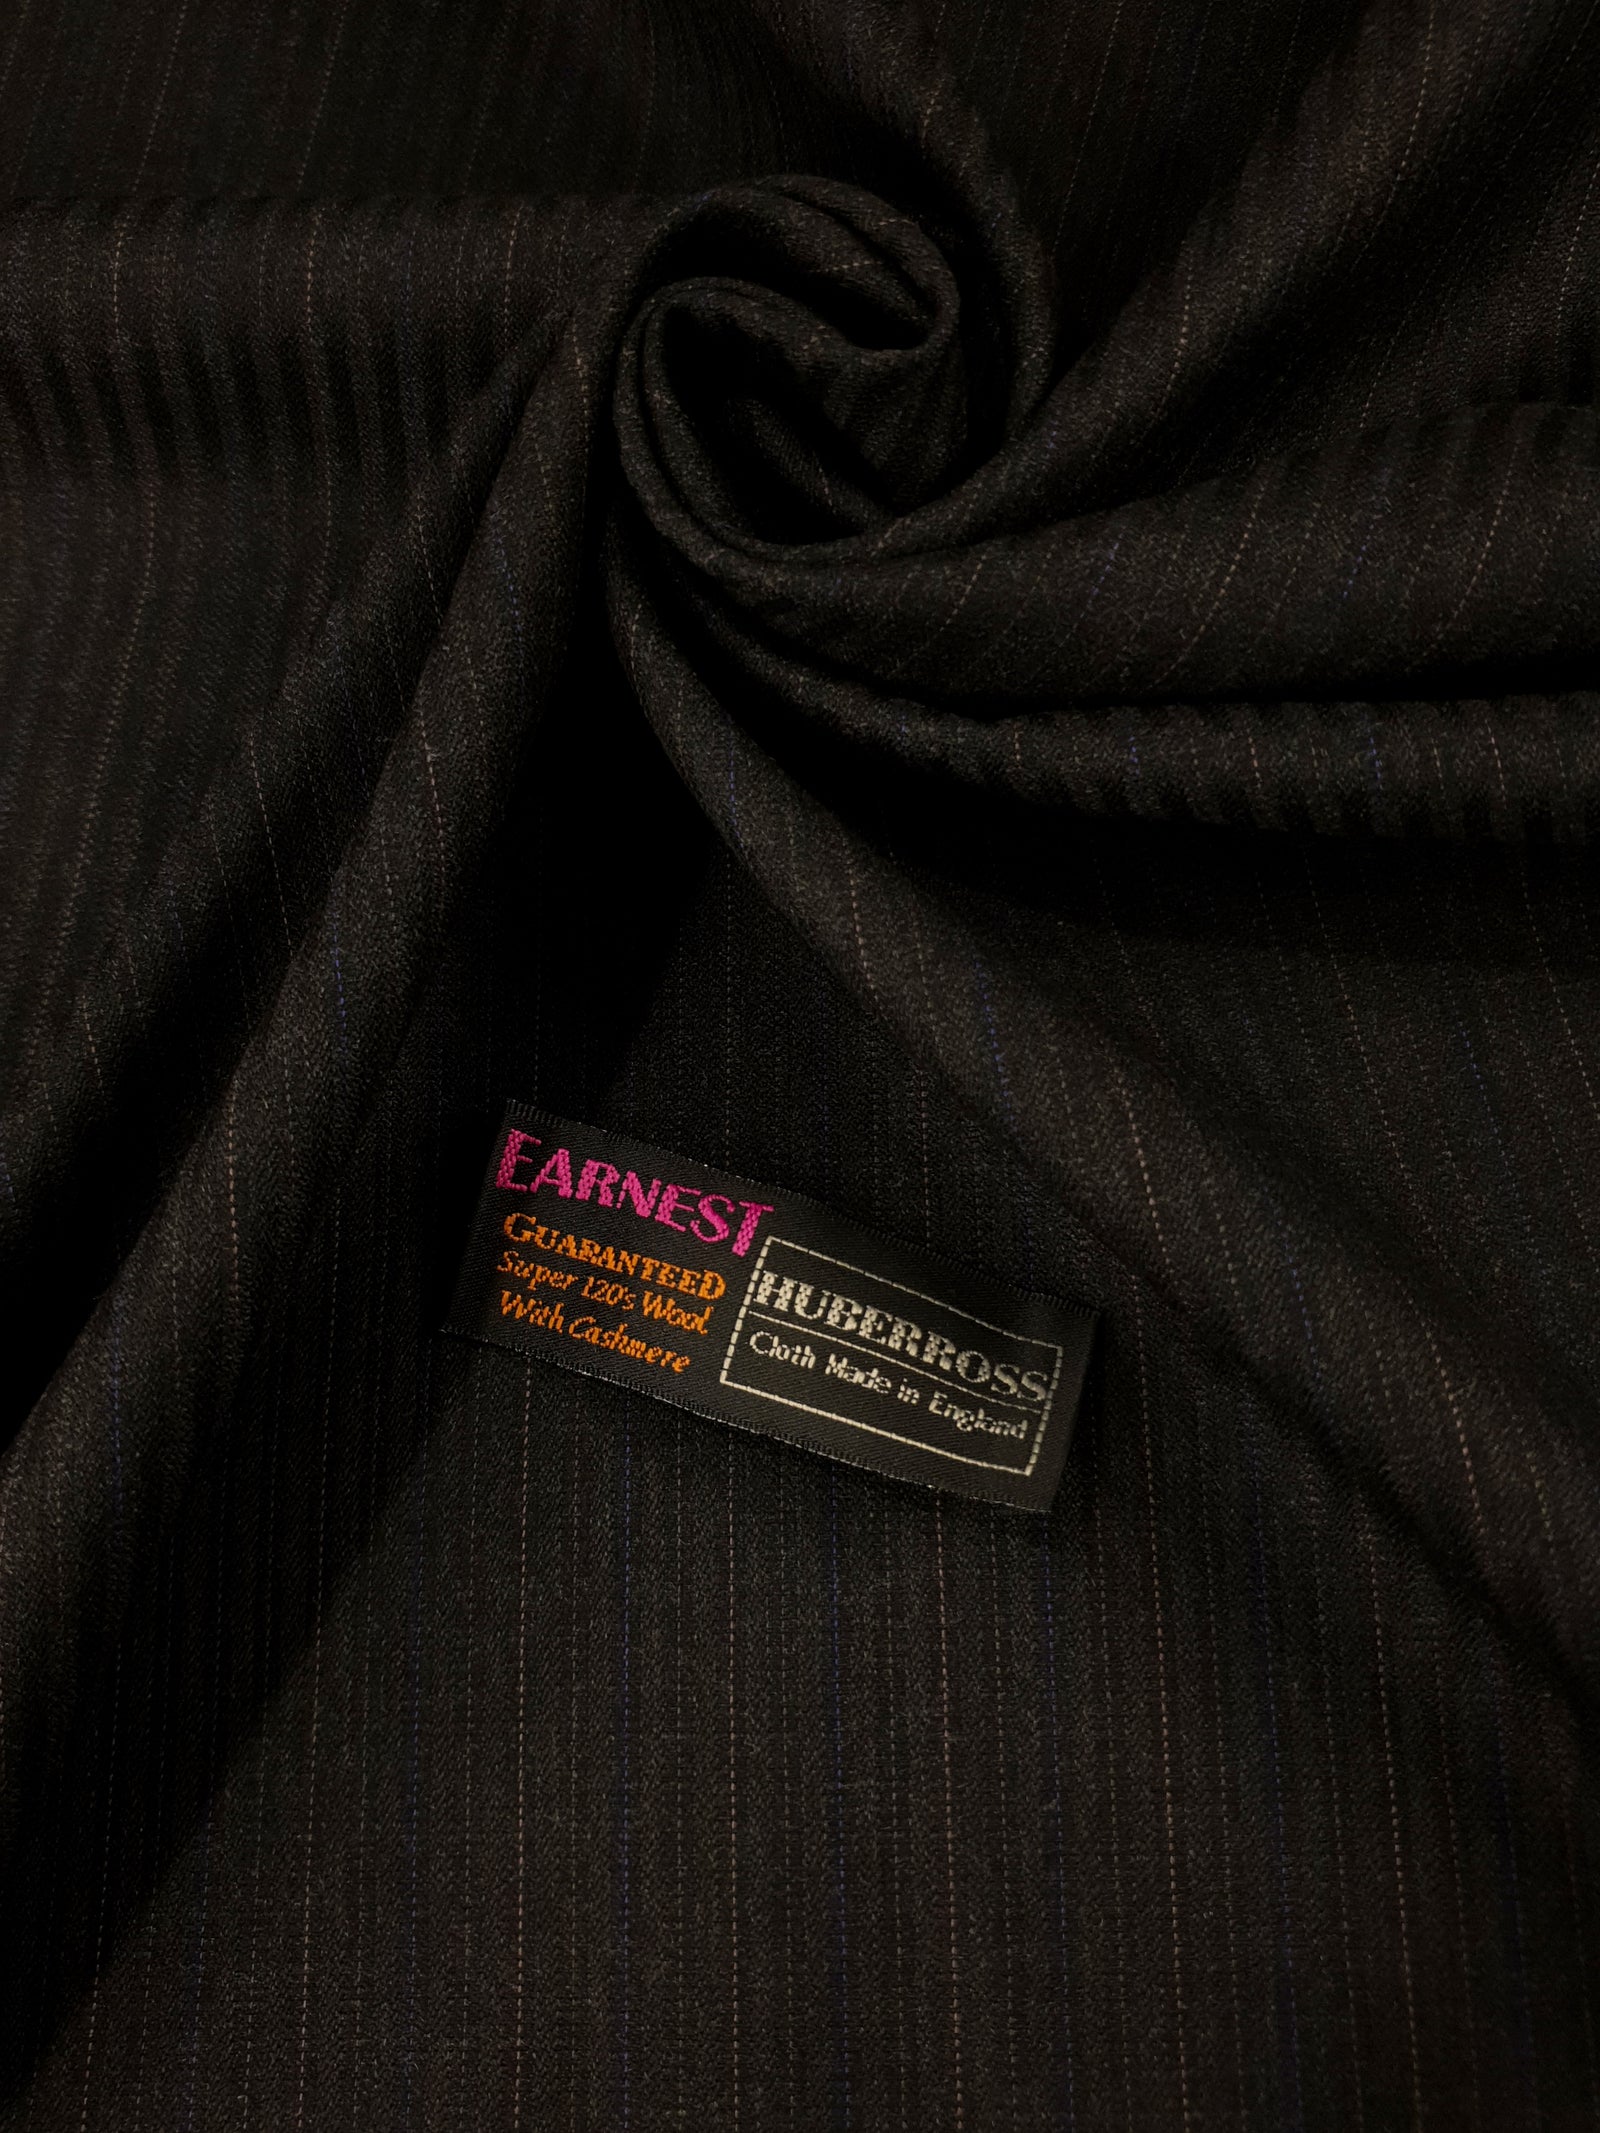 EARNEST
GUARANTEED
Super 120's Wool
With Cashmere
HUBERROSS
Cloth Made in England